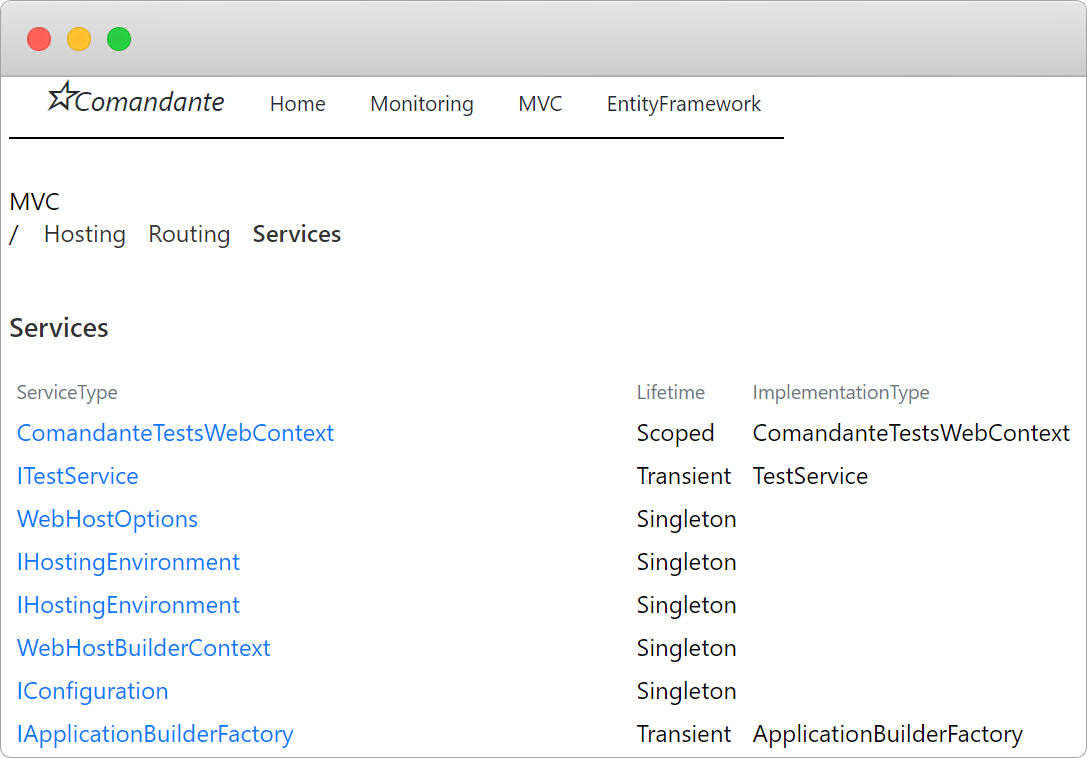 Comandante Home Monitoring MVC EntityFramework
MVC
/ Hosting Routing Services
Services
ServiceType Lifetime ImplementationType
ComandanteTestsWebContext Scoped ComandanteTestsWebContext
ITestService Transient TestService
WebHostOptions Singleton
IHostingEnvironment Singleton
IHostingEnvironment Singleton
WebHostBuilderContext Singleton
IConfiguration Singleton
IApplicationBuilderFactory Transient ApplicationBuilderFactory